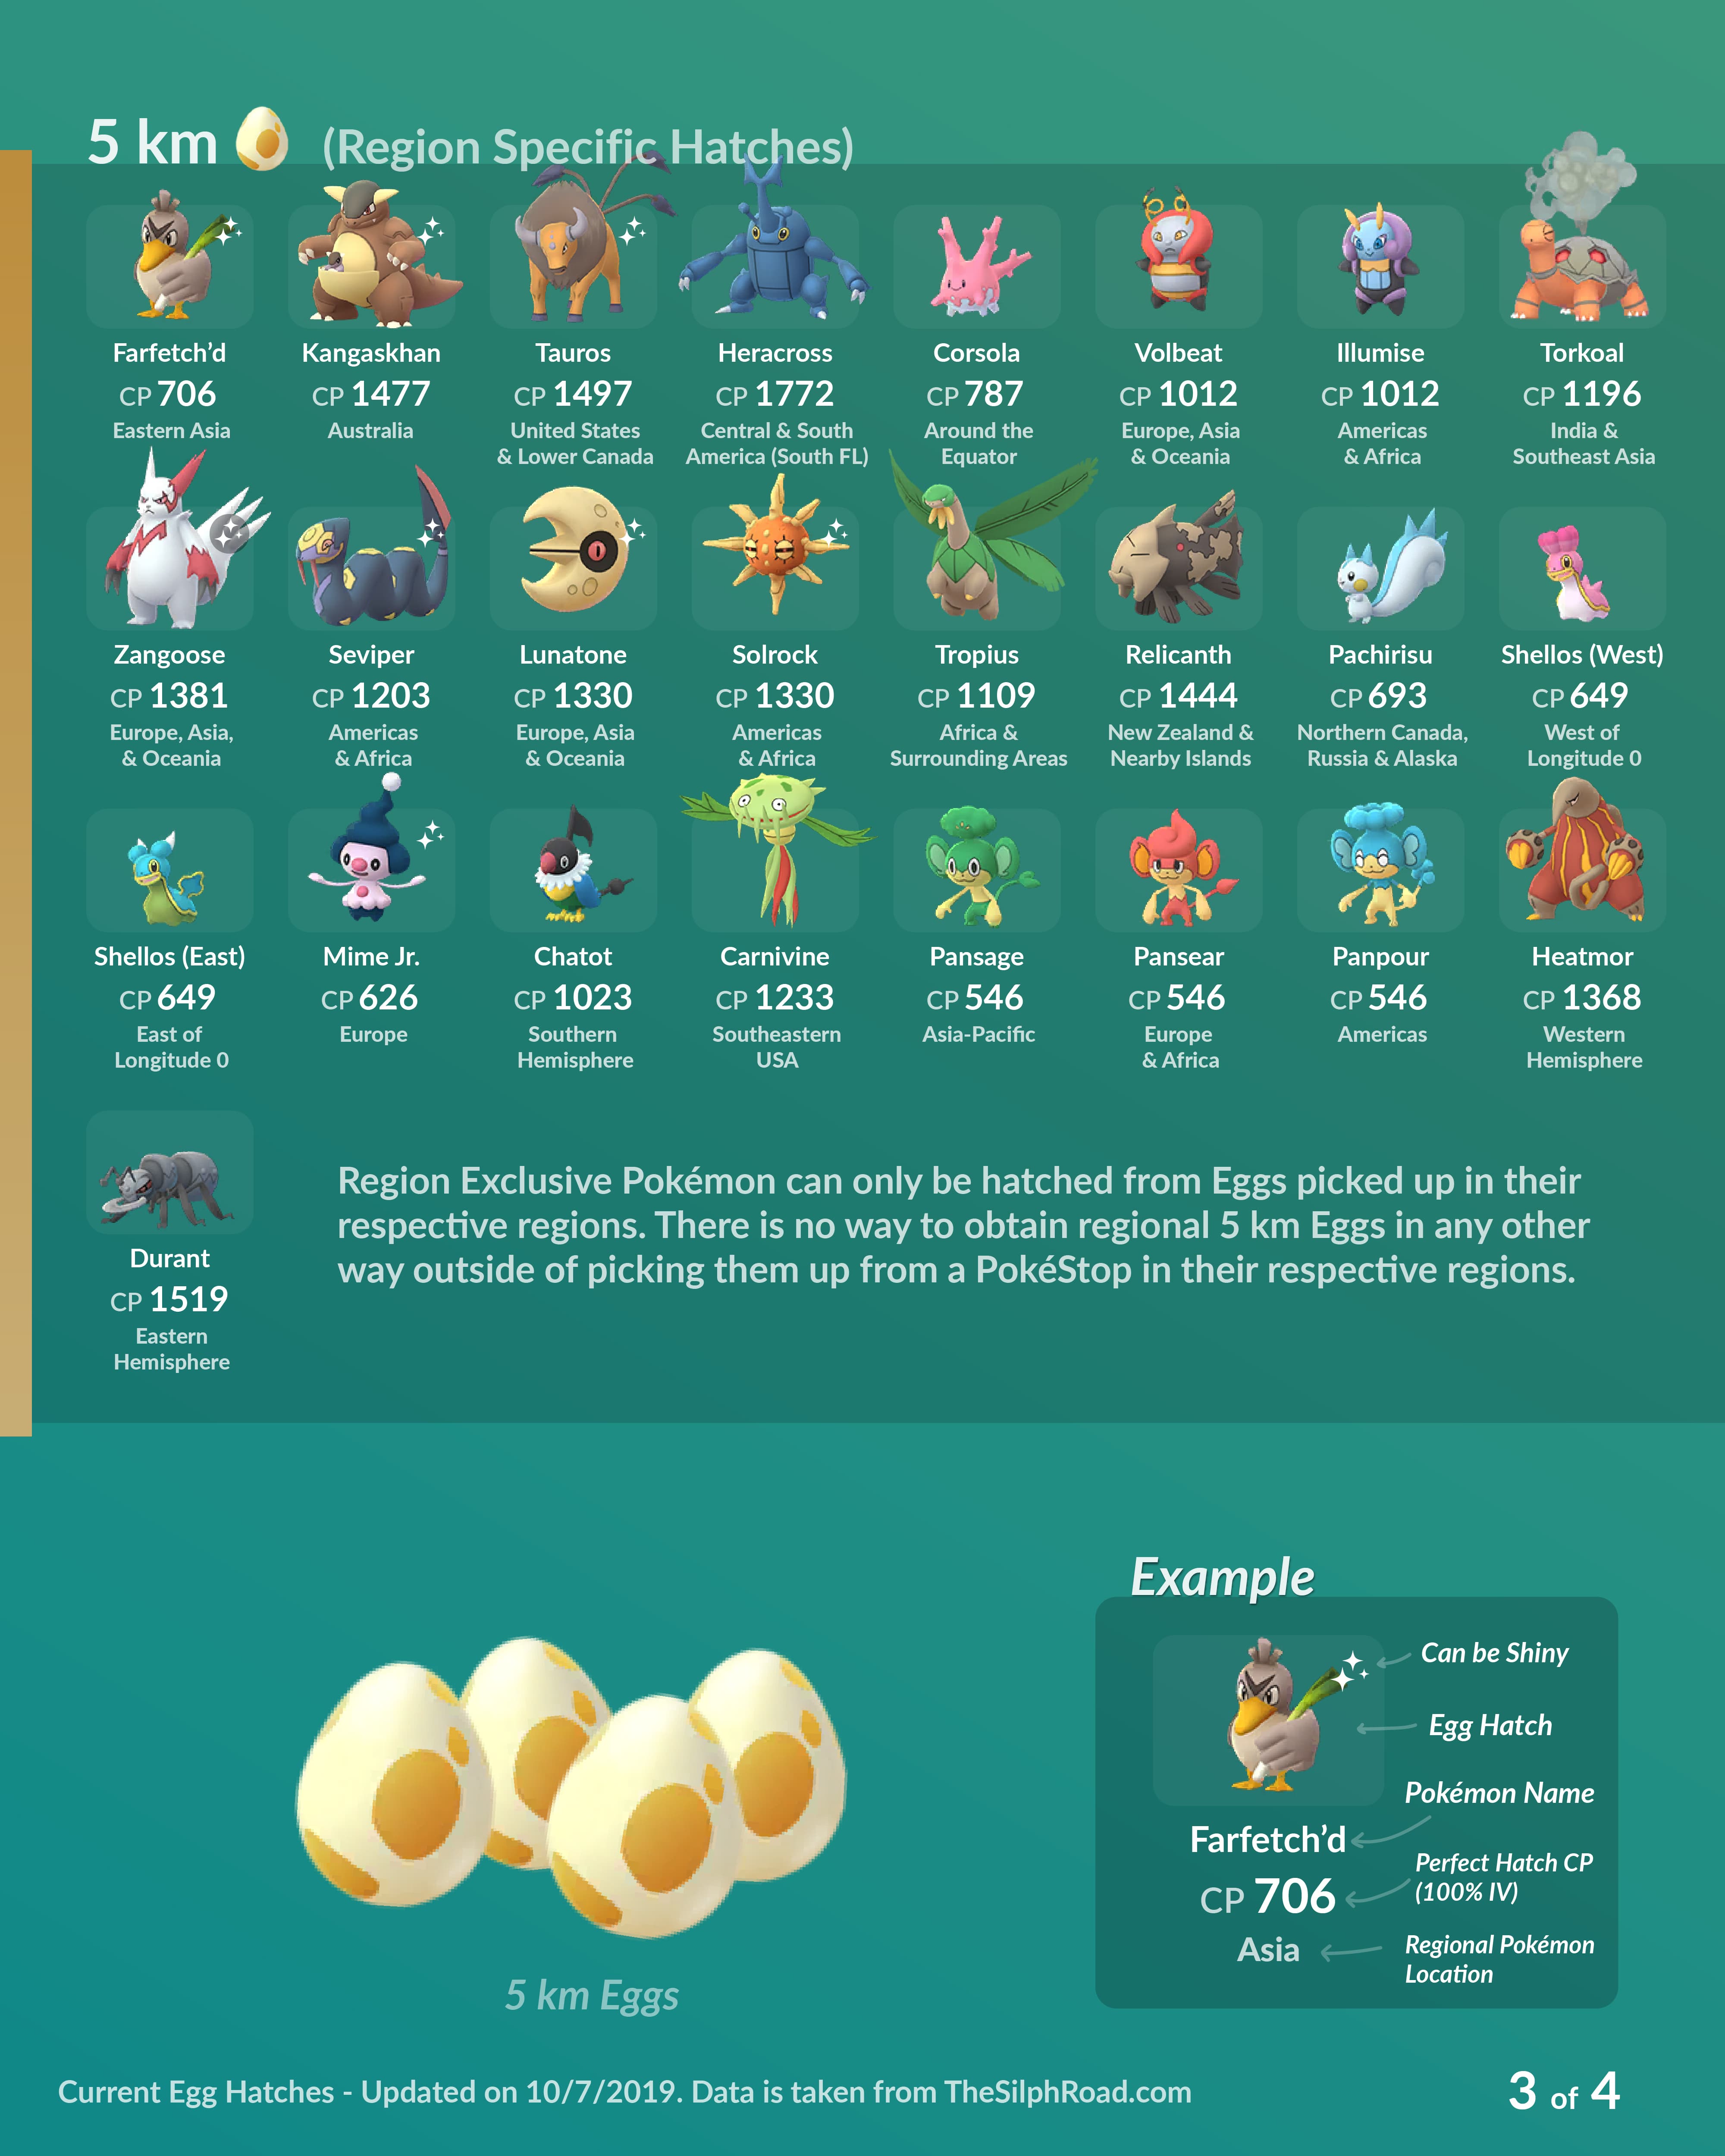 5 km (Region Specific Hatches)
Farfetch’d Kangaskhan Tauros Heracross Corsola Volbeat Illumise Torkoal
CP 706 CP 1477 CP 1497 CP 1772 CP 787 CP 1012 CP 1012 CP 1196
Eastern Asia Australia United States Central & South Around the Europe, Asia Americas India &
& Lower Canada America (South FL) Equator & Oceania & Africa Southeast Asia
Zangoose Seviper Lunatone Solrock Tropius Relicanth Pachirisu Shellos (West)
CP 1381 CP 1203 CP 1330 CP 1330 CP 1109 CP 1444 CP 693 CP 649
Europe, Asia, Americas Europe, Asia Americas Africa & New Zealand & Northern Canada, West of
& Oceania & Africa & Oceania & Africa Surrounding Areas Nearby Islands Russia & Alaska Longitude 0
Shellos (East) Mime Jr. Chatot Carnivine Pansage Pansear Panpour Heatmor
CP 649 CP 626 CP 1023 CP 1233 CP 546 CP 546 CP 546 CP 1368
East of Europe Southern Southeastern Asia-Pacific Europe Americas Western
Longitude 0 Hemisphere USA & Africa Hemisphere
Durant
CP 1519
Eastern
Hemisphere
Region Exclusive Pokémon can only be hatched from Eggs picked up in their
respective regions. There is no way to obtain regional 5 km Eggs in any other
way outside of picking them up from a PokéStop in their respective regions.
5 km Eggs
Example
Can be Shiny
Egg Hatch
Pokémon Name
Farfetch’d
Perfect Hatch CP
(100% IV)
CP 706
Asia
Regional Pokémon
Location
Current Egg Hatches - Updated on 10/7/2019. Data is taken from TheSilphRoad.com
3 of 4